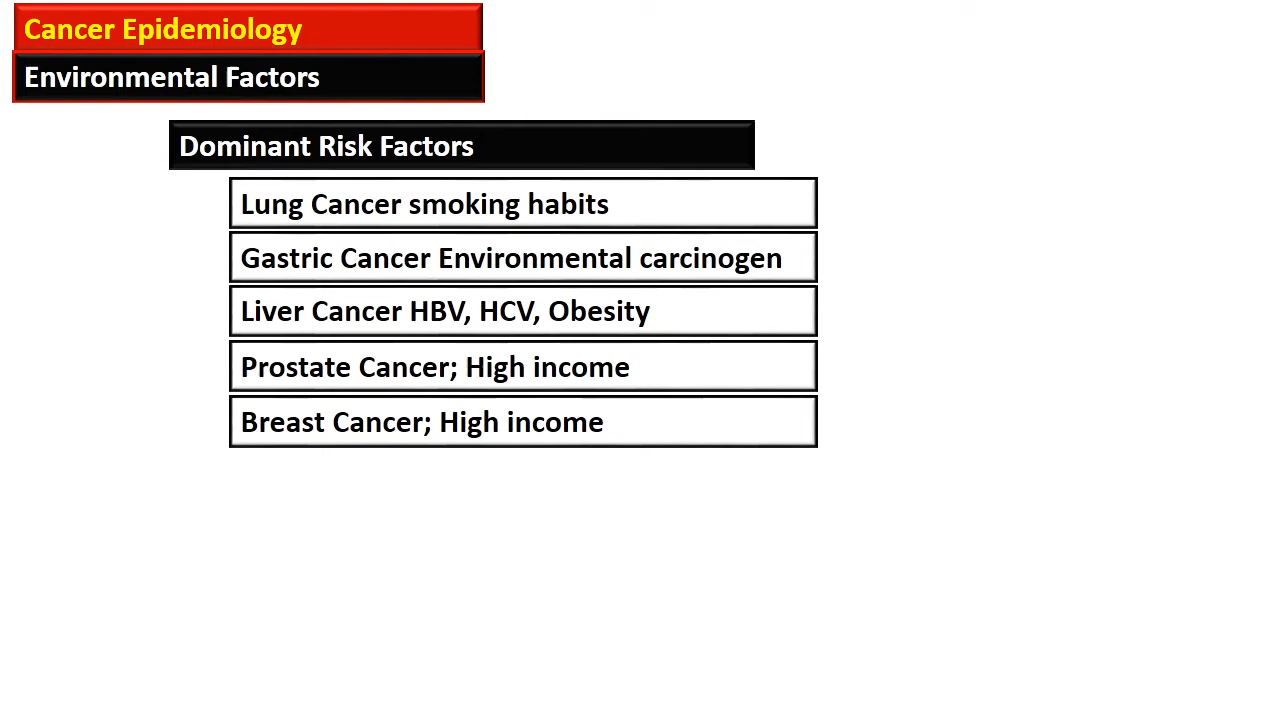 Cancer Epidemiology
Environmental Factors
Dominant Risk Factors
Lung Cancer smoking habits
Gastric Cancer Environmental carcinogen
Liver Cancer HBV, HCV, Obesity
Prostate Cancer; High income
Breast Cancer; High income